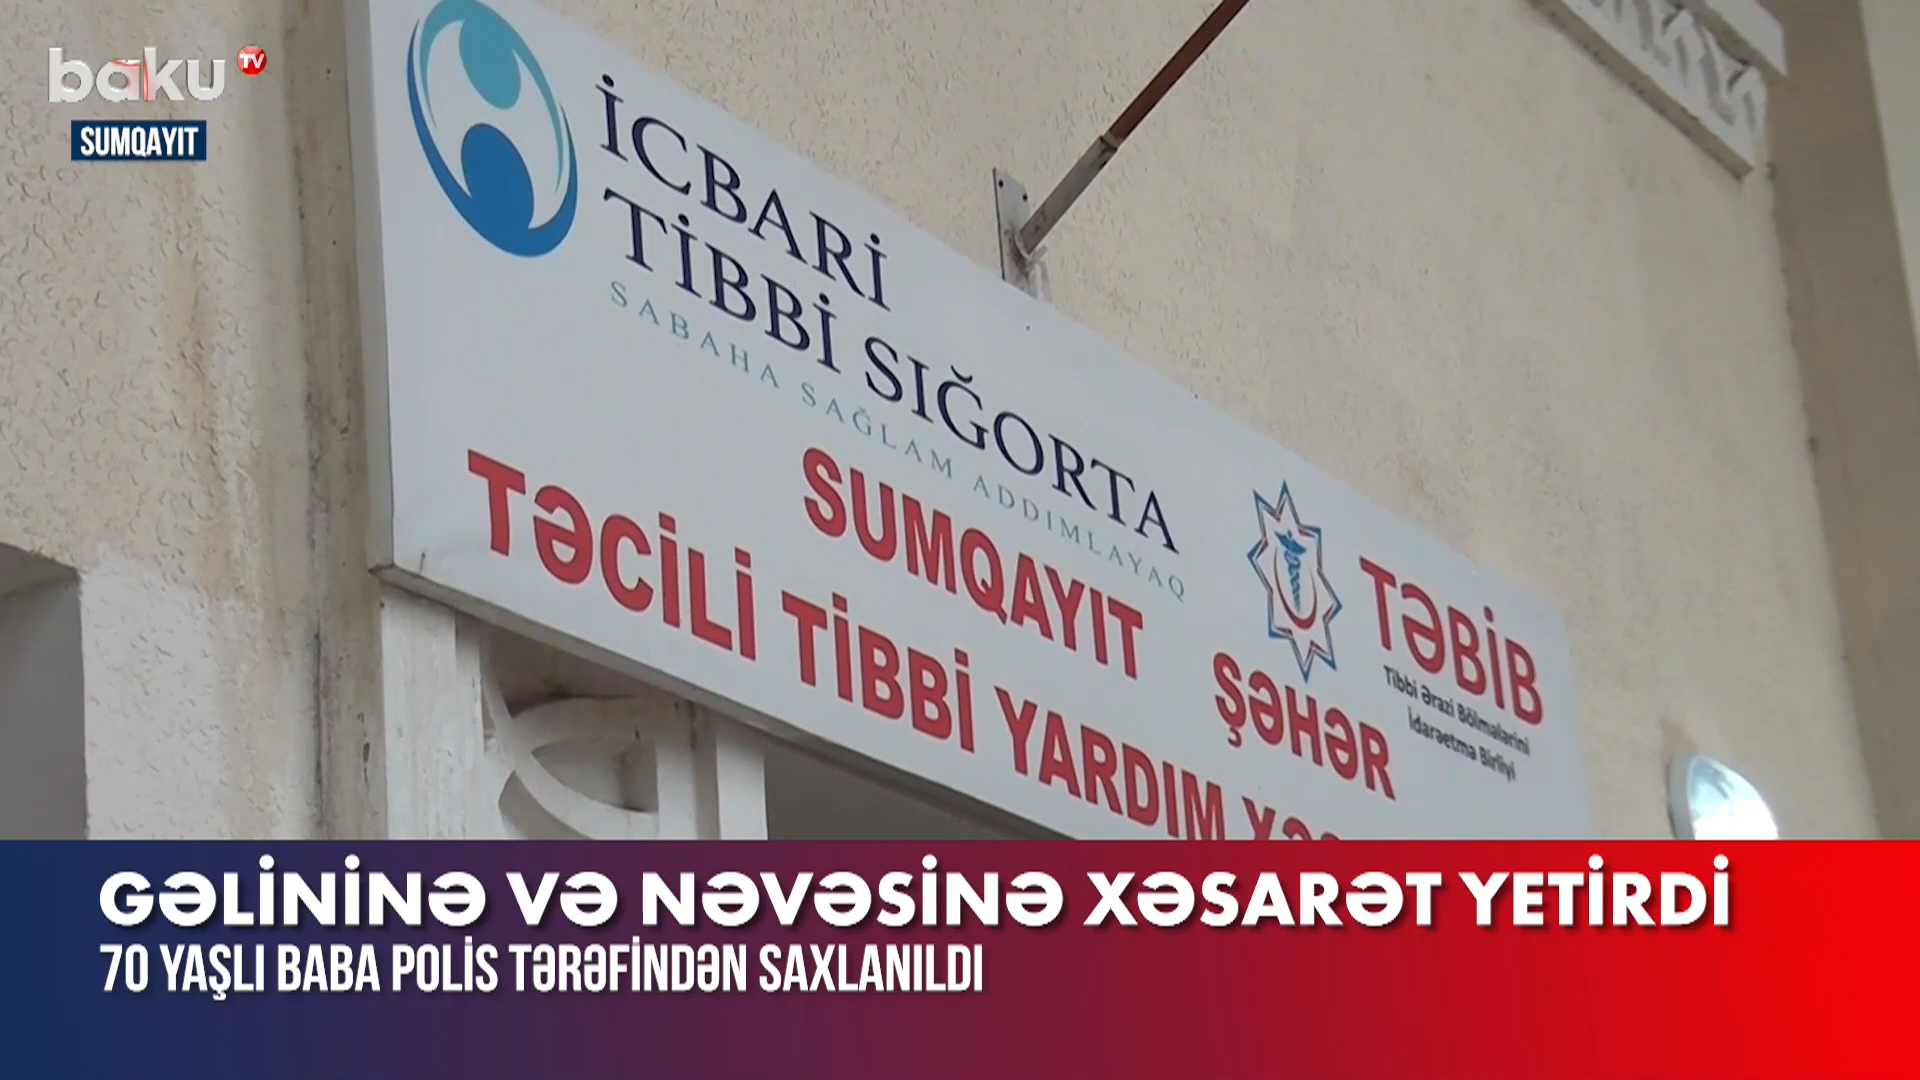 baku TV
SUMQAYIT
İCBARİ
TİBBİ SIĞORTA
SABAHA SAĞLAM ADDIMLAYAQ
SUMQAYIT ŞƏHƏR
TƏCİLİ TİBBİ YARDIM
TƏBİB
Tibbi Ərazi Bölmələrini
İdarəetmə Birliyi
GƏLİNİNƏ VƏ NƏVƏSİNƏ XƏSARƏT YETİRDİ
70 YAŞLI BABA POLİS TƏRƏFİNDƏN SAXLANILDI